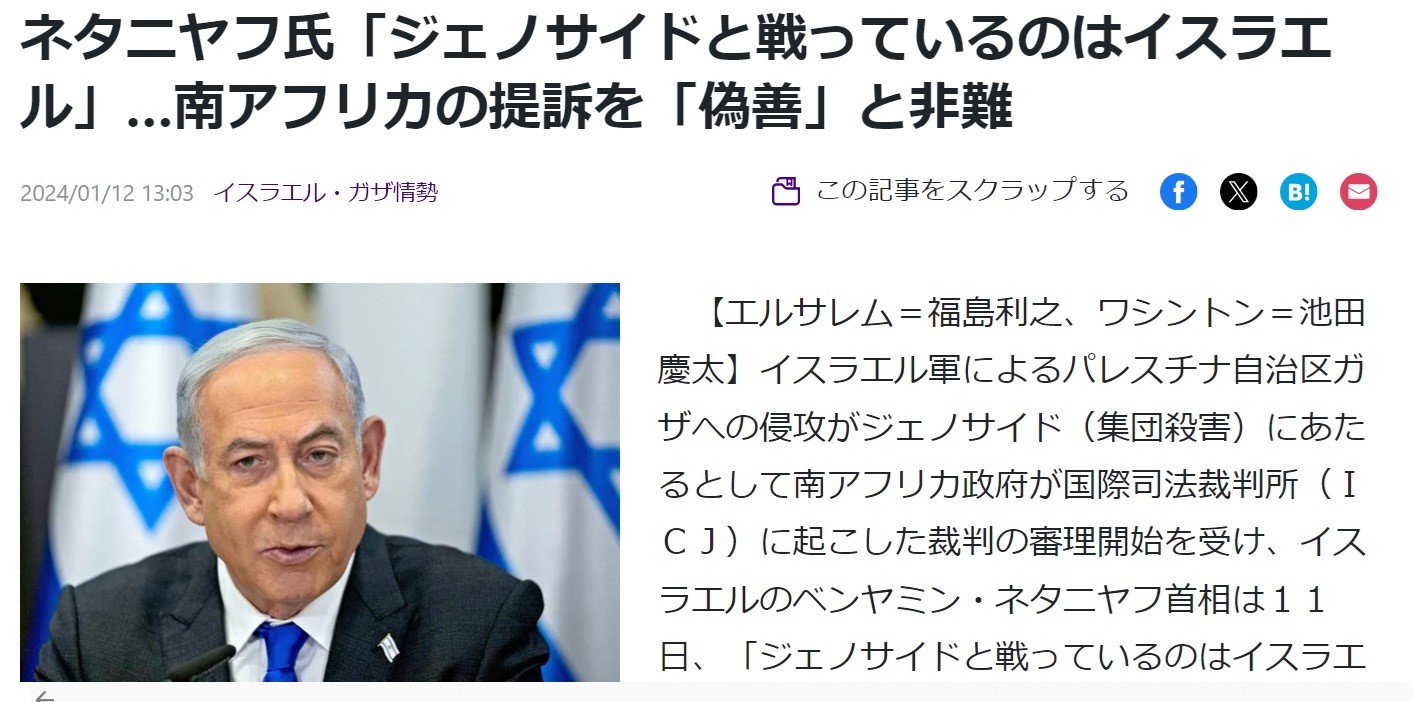 ネタニヤフ氏「ジェノサイドと戦っているのはイスラエ
ル」…南アフリカの提訴を「偽善」と非難
2024/01/12 13:03 イスラエル・ガザ情勢
この記事をスクラップする
f
X
B!
【エルサレム＝福島利之、ワシントン＝池田
慶太】イスラエル軍によるパレスチナ自治区ガ
ザへの侵攻がジェノサイド（集団殺害）にあた
るとして南アフリカ政府が国際司法裁判所（Ｉ
ＣＪ）に起こした裁判の審理開始を受け、イス
ラエルのベンヤミン・ネタニヤフ首相は１１
日、「ジェノサイドと戦っているのはイスラエ